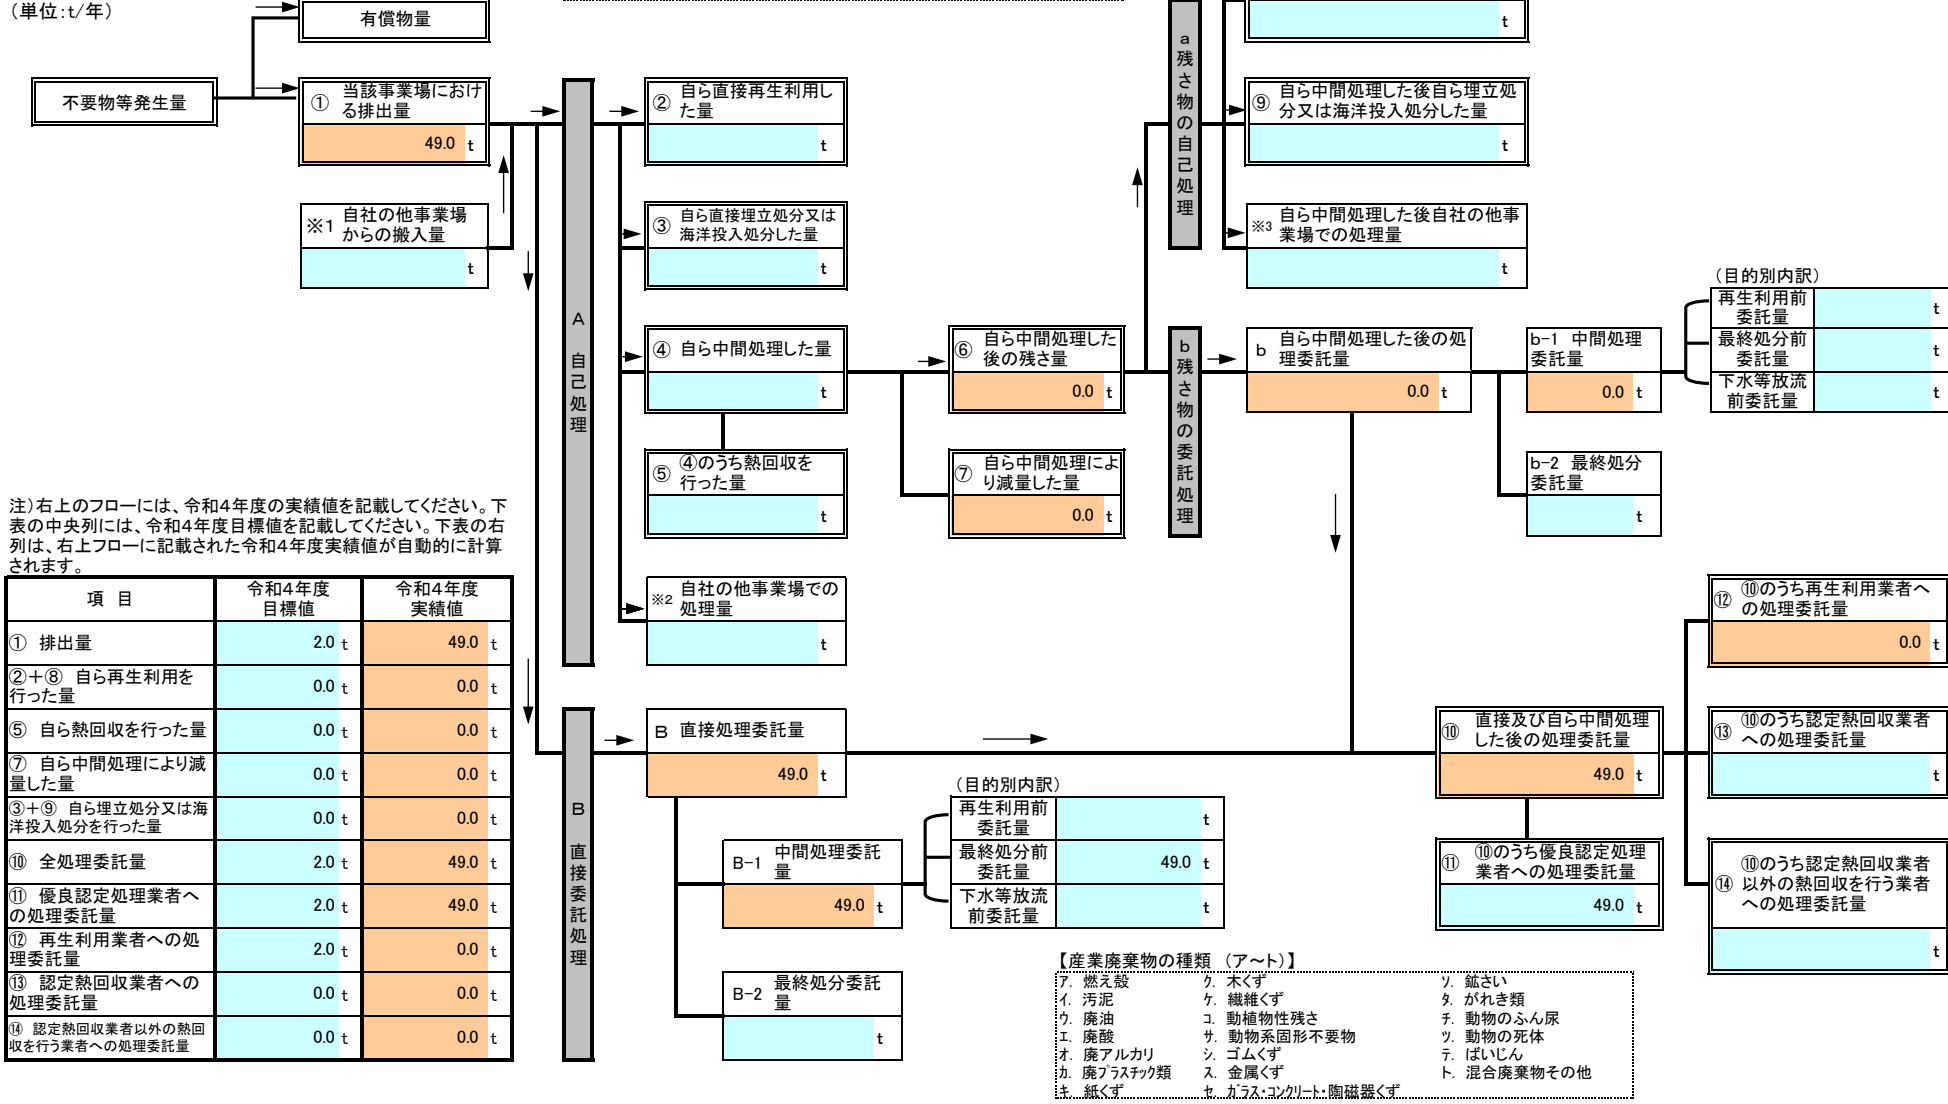 （単位:t/年）
有償物量
不要物等発生量
① 当該事業場におけ
る排出量
49.0 t
※1 自社の他事業場
からの搬入量
t
A 自己処理
② 自ら直接再生利用し
た量
t
③ 自ら直接埋立処分又は
海洋投入処分した量
t
④ 自ら中間処理した量
t
⑤ ④のうち熱回収を
行った量
t
※2 自社の他事業場での
処理量
t
⑥ 自ら中間処理した
後の残さ量
0.0 t
⑦ 自ら中間処理によ
り減量した量
0.0 t
a残さ物の自己処理
t
⑨ 自ら中間処理した後自ら埋立処
分又は海洋投入処分した量
t
※3 自ら中間処理した後自社の他事
業場での処理量
t
b残さ物の委託処理
b 自ら中間処理した後の処
理委託量
0.0 t
b-1 中間処理
委託量
0.0 t
b-2 最終処分
委託量
t
（目的別内訳）
再生利用前
委託量
t
最終処分前
委託量
t
下水等放流
前委託量
t
注）右上のフローには、令和4年度の実績値を記載してください。下
表の中央列には、令和4年度目標値を記載してください。下表の右
列は、右上フローに記載された令和4年度実績値が自動的に計算
されます。
項 目 令和4年度
目標値 令和4年度
実績値
① 排出量 2.0 t 49.0 t
②＋⑧ 自ら再生利用を
行った量 0.0 t 0.0 t
⑤ 自ら熱回収を行った量 0.0 t 0.0 t
⑦ 自ら中間処理により減
量した量 0.0 t 0.0 t
③＋⑨ 自ら埋立処分又は海
洋投入処分を行った量 0.0 t 0.0 t
⑩ 全処理委託量 2.0 t 49.0 t
⑪ 優良認定処理業者へ
の処理委託量 2.0 t 49.0 t
⑫ 再生利用業者への処
理委託量 2.0 t 0.0 t
⑬ 認定熱回収業者への
処理委託量 0.0 t 0.0 t
⑭ 認定熱回収業者以外の熱回
収を行う業者への処理委託量 0.0 t 0.0 t
B 直接委託処理
B 直接処理委託量
49.0 t
B-1 中間処理委託
量
49.0 t
B-2 最終処分委託
量
t
（目的別内訳）
再生利用前
委託量
t
最終処分前
委託量
49.0 t
下水等放流
前委託量
t
⑩ 直接及び自ら中間処理
した後の処理委託量
49.0 t
⑪ ⑩のうち優良認定処理
業者への処理委託量
49.0 t
⑫ ⑩のうち再生利用業者へ
の処理委託量
0.0 t
⑬ ⑩のうち認定熱回収業者
への処理委託量
t
⑭ ⑩のうち認定熱回収業者
以外の熱回収を行う業者
への処理委託量
t
【産業廃棄物の種類 （ア～ト）】
ア. 燃え殻 ク. 木くず ソ. 鉱さい
イ. 汚泥 ケ. 繊維くず タ. がれき類
ウ. 廃油 コ. 動植物性残さ チ. 動物のふん尿
エ. 廃酸 サ. 動物系固形不要物 ツ. 動物の死体
オ. 廃アルカリ シ. ゴムくず テ. ばいじん
カ. 廃プラスチック類 ス. 金属くず ト. 混合廃棄物その他
キ. 紙くず セ. ガラス・コンクリート・陶磁器くず